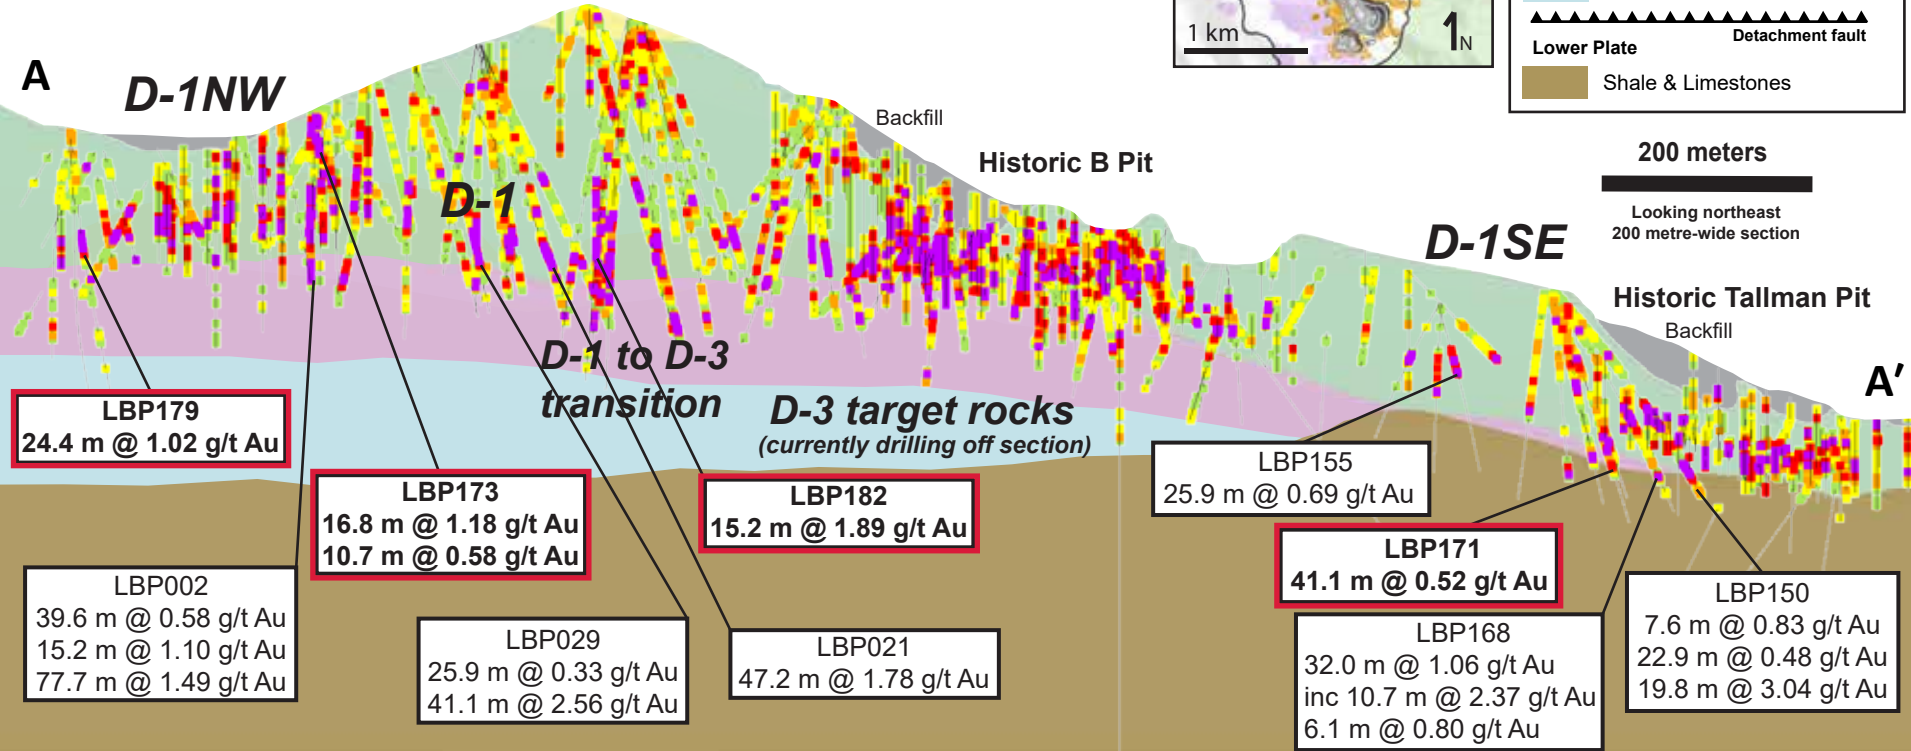 1 km
N
Detachment fault
Lower Plate
Shale & Limestones
A
D-1NW
Backfill
Historic B Pit
200 meters
Looking northeast
200 metre-wide section
D-1
D-1SE
Historic Tallman Pit
Backfill
A′
D-1 to D-3
transition
D-3 target rocks
(currently drilling off section)
LBP179
24.4 m @ 1.02 g/t Au
LBP173
16.8 m @ 1.18 g/t Au
10.7 m @ 0.58 g/t Au
LBP182
15.2 m @ 1.89 g/t Au
LBP155
25.9 m @ 0.69 g/t Au
LBP171
41.1 m @ 0.52 g/t Au
LBP002
39.6 m @ 0.58 g/t Au
15.2 m @ 1.10 g/t Au
77.7 m @ 1.49 g/t Au
LBP029
25.9 m @ 0.33 g/t Au
41.1 m @ 2.56 g/t Au
LBP021
47.2 m @ 1.78 g/t Au
LBP168
32.0 m @ 1.06 g/t Au
inc 10.7 m @ 2.37 g/t Au
6.1 m @ 0.80 g/t Au
LBP150
7.6 m @ 0.83 g/t Au
22.9 m @ 0.48 g/t Au
19.8 m @ 3.04 g/t Au